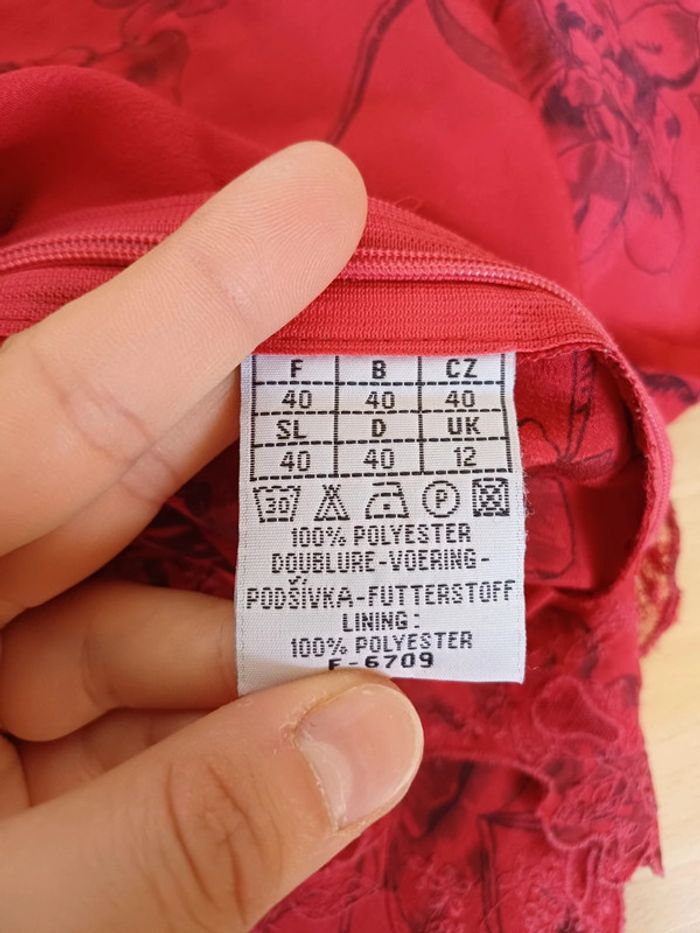 F B CZ
40 40 40
SL D UK
40 40 12
30 P
100% POLYESTER
DOUBLURE-VOERING-
PODŠÍVKA-FUTTERSTOFF
LINING:
100% POLYESTER
F-6709